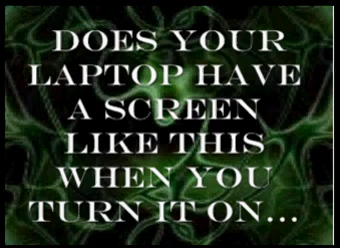 DOES YOUR
LAPTOP HAVE
A SCREEN
LIKE THIS
WHEN YOU
TURN IT ON...